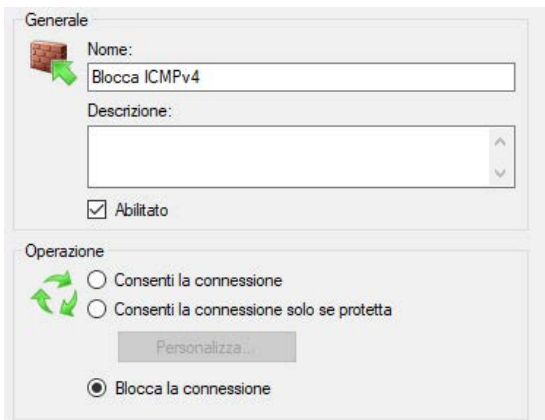 Generale
Nome:
Blocca ICMPv4
Descrizione:
Abilitato
Operazione
Consenti la connessione
Consenti la connessione solo se protetta
Personalizza...
Blocca la connessione